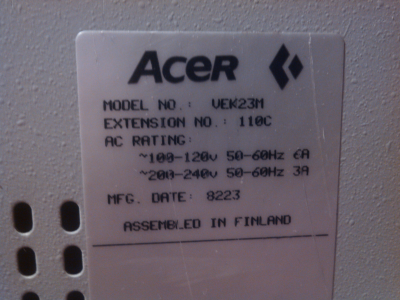 Acer
MODEL NO.: VEK23M
EXTENSION NO.: 110C
AC RATING:
~100-120v 50-60Hz 6A
~200-240v 50-60Hz 3A
MFG. DATE: 9223
ASSEMBLED IN FINLAND